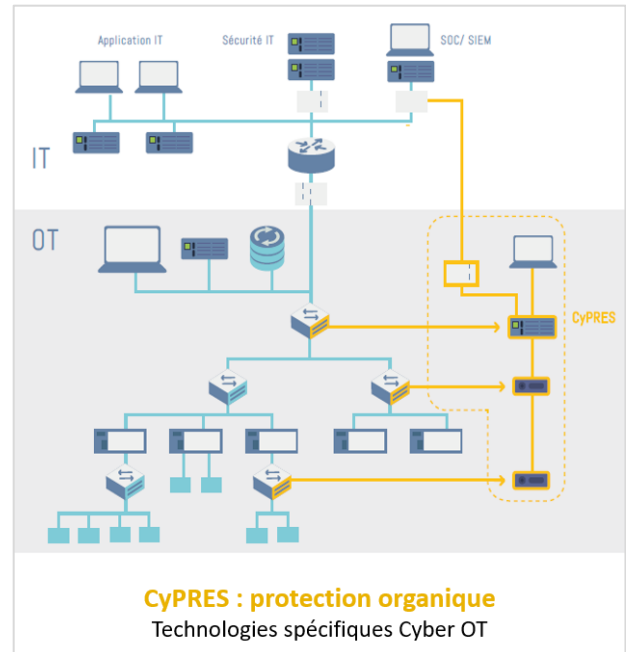 Application IT
Sécurité IT
SOC/ SIEM
IT
OT
CyPRES
CyPRES : protection organique
Technologies spécifiques Cyber OT